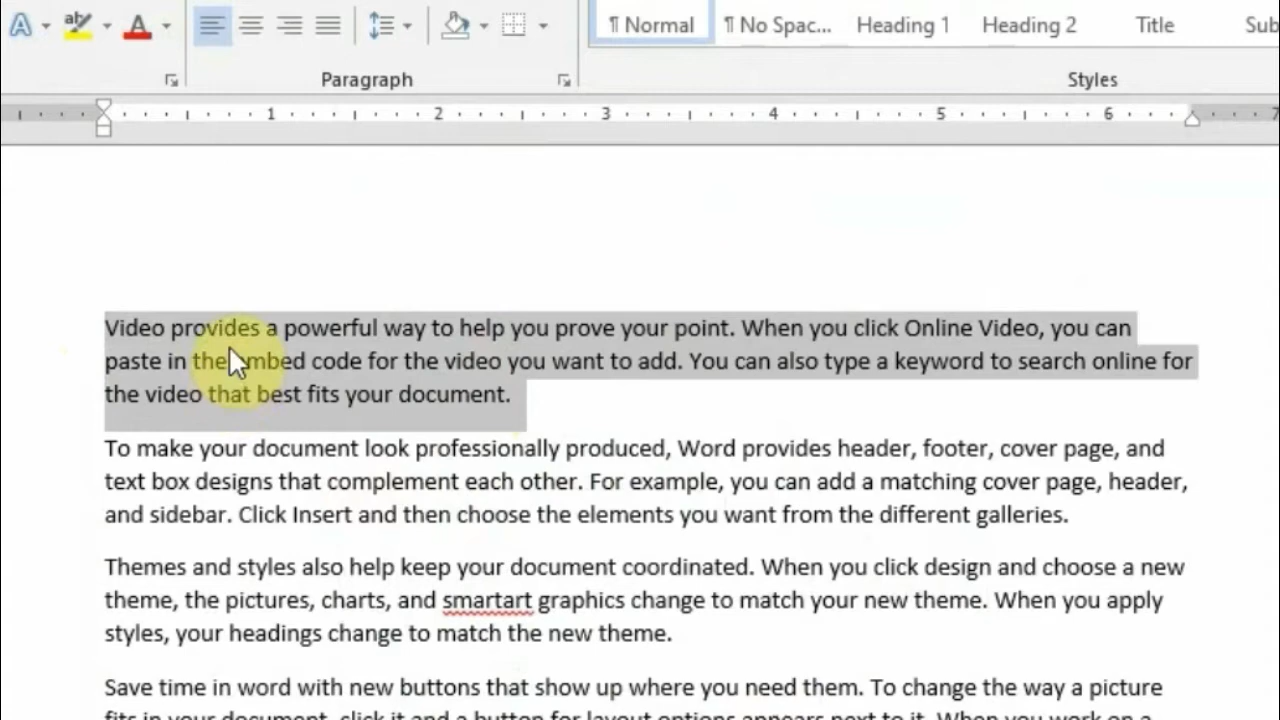 A ab A
¶ Normal ¶ No Spac... Heading 1 Heading 2 Title Sub
Paragraph Styles
1 2 3 4 5 6 7
Video provides a powerful way to help you prove your point. When you click Online Video, you can
paste in the embed code for the video you want to add. You can also type a keyword to search online for
the video that best fits your document.
To make your document look professionally produced, Word provides header, footer, cover page, and
text box designs that complement each other. For example, you can add a matching cover page, header,
and sidebar. Click Insert and then choose the elements you want from the different galleries.
Themes and styles also help keep your document coordinated. When you click design and choose a new
theme, the pictures, charts, and smartart graphics change to match your new theme. When you apply
styles, your headings change to match the new theme.
Save time in word with new buttons that show up where you need them. To change the way a picture
fits in your document, click it and a button for layout options appears next to it. When you work on a